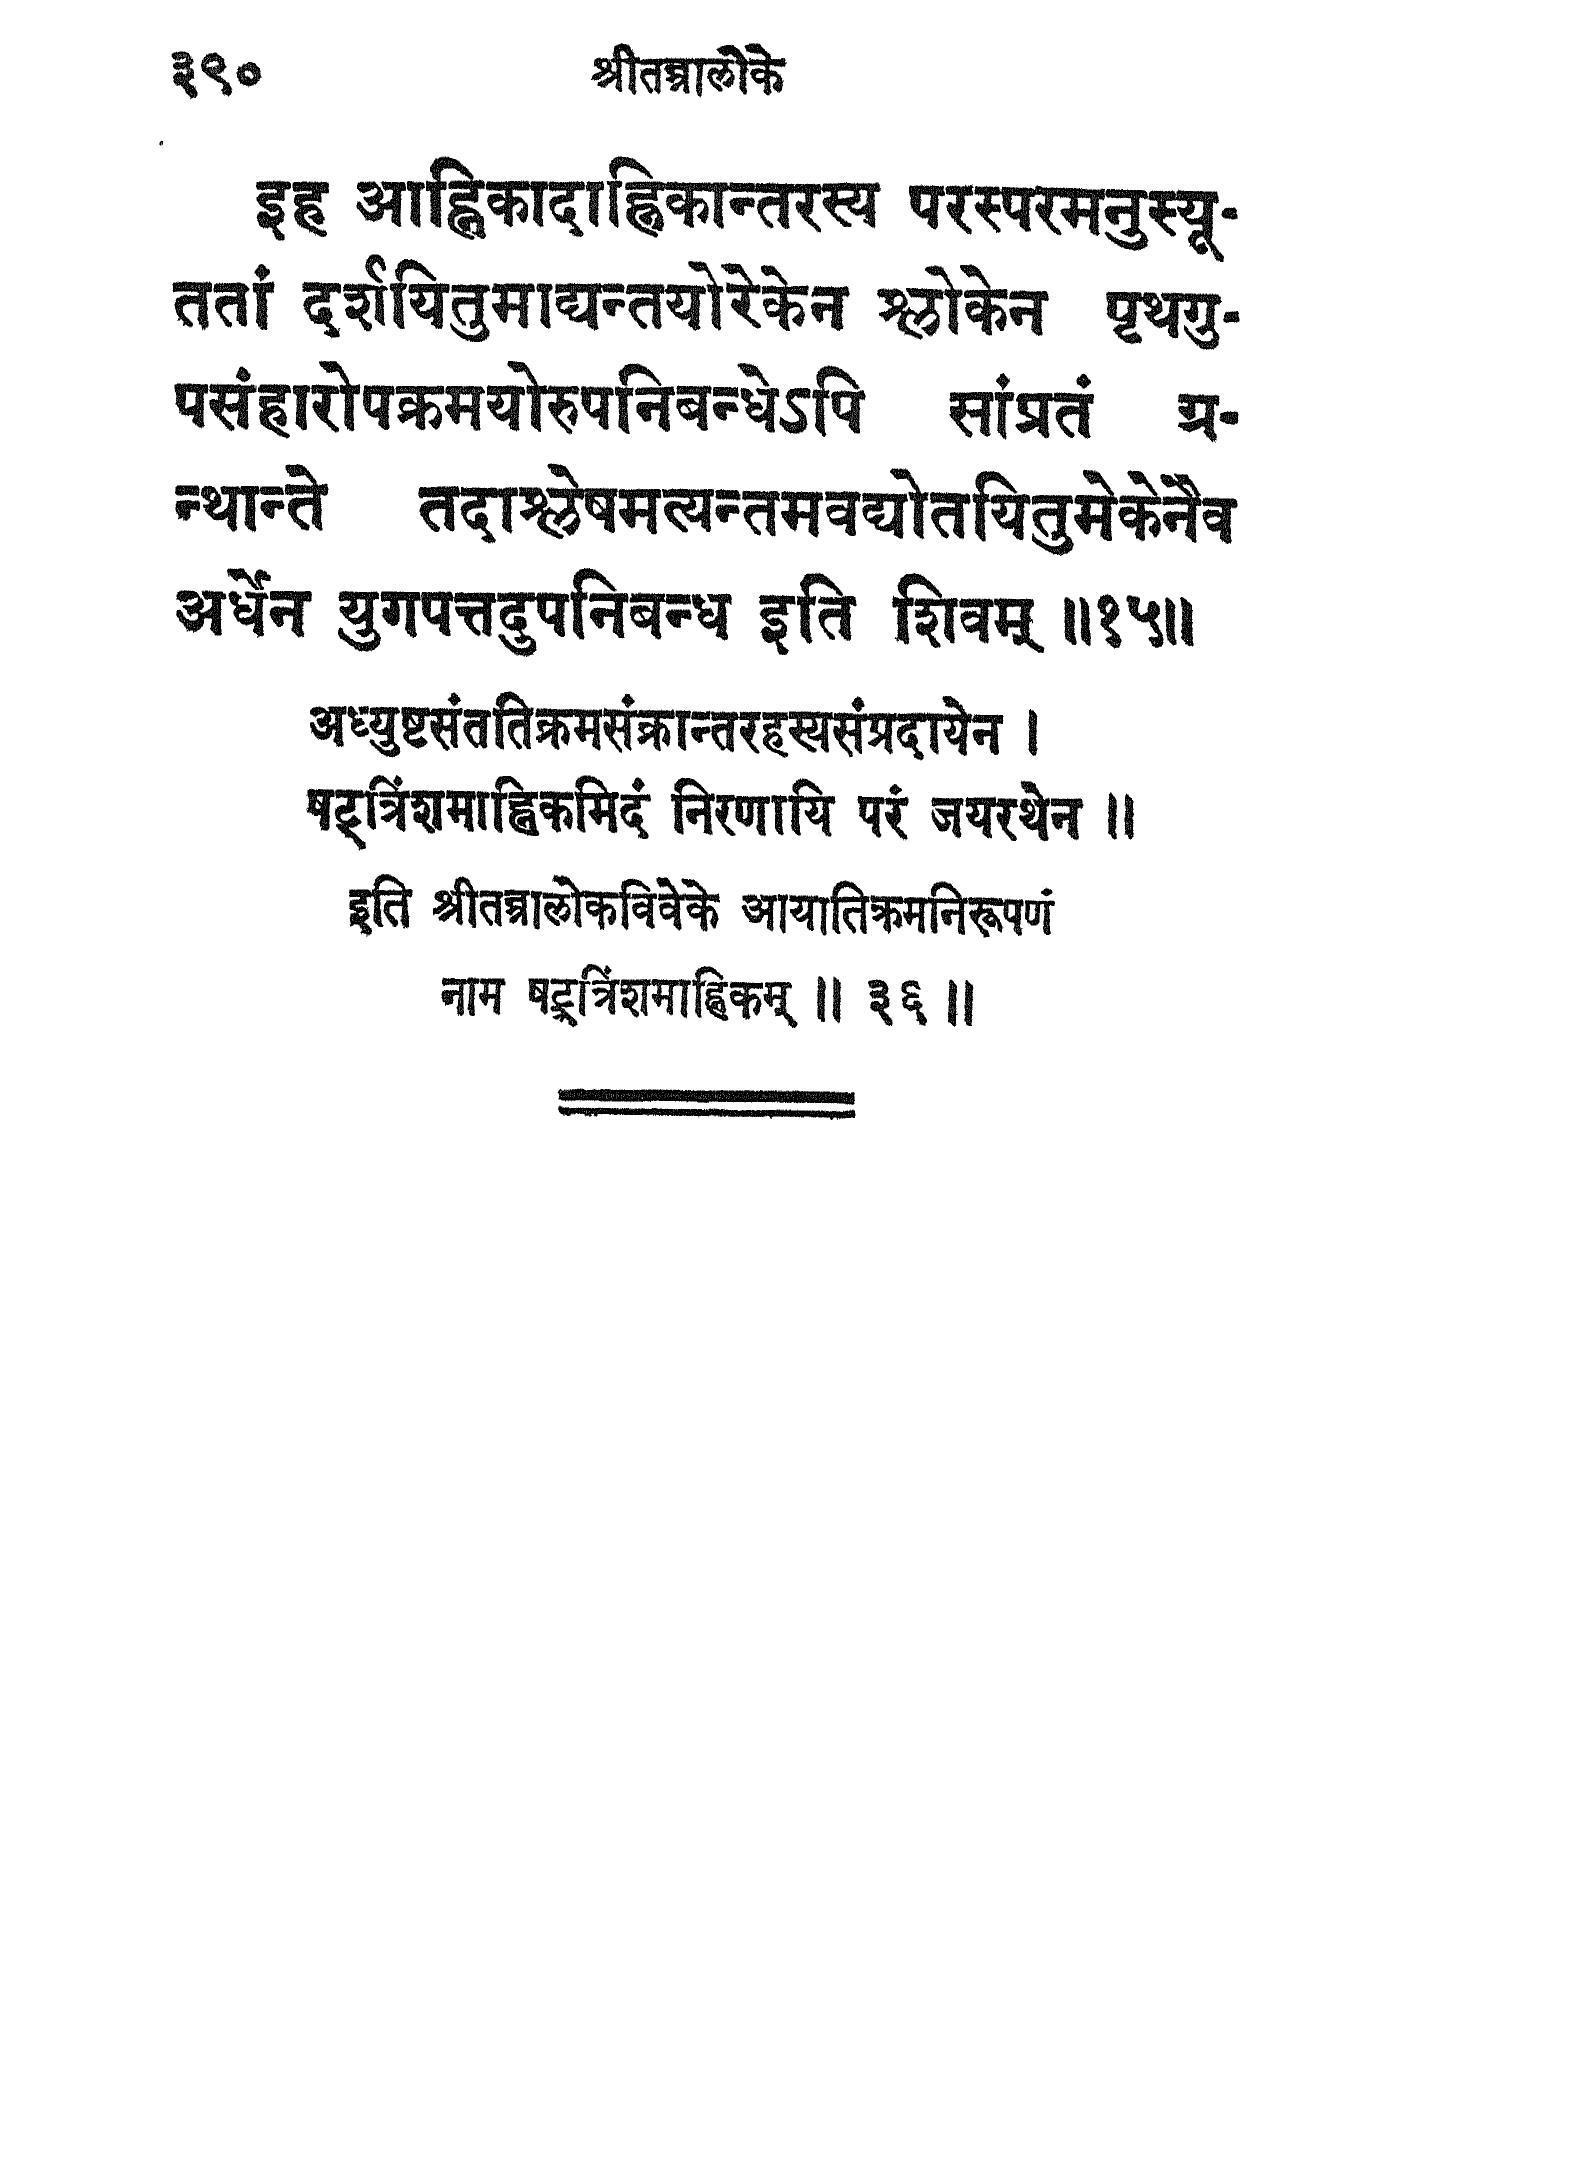 ३९०
श्रीतन्त्रालोके
इह आह्निकादाह्निकान्तरस्य परस्परमनुस्यू-
ततां दर्शयितुमाद्यन्तयोरेकेन श्लोकेन पृथगु-
पसंहारोपक्रमयोरुपनिबन्धेऽपि सांप्रतं ग्र-
न्थान्ते तदाश्लेषमत्यन्तमवद्योतयितुमेकेनैव
अर्धेन युगपत्तदुपनिबन्ध इति शिवम् ॥१५॥
अध्युष्टसंततिक्रमसंक्रान्तरहस्यसंप्रदायेन ।
षट्त्रिंशमाह्निकमिदं निरणायि परं जयरथेन ॥
इति श्रीतन्त्रालोकविवेके आयातिक्रमनिरूपणं
नाम षट्त्रिंशमाह्निकम् ॥ ३६ ॥